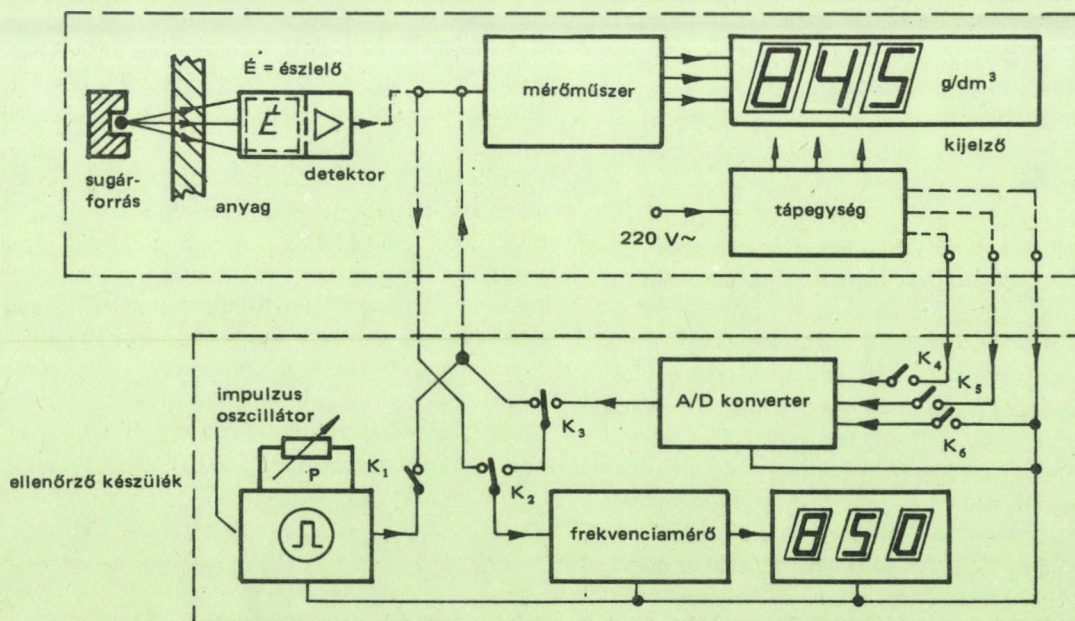 É = észlelő
É
sugár-
forrás
anyag
detektor
mérőműszer
845
g/dm³
kijelző
tápegység
220 V~
impulzus
oszcillátor
P
ellenőrző készülék
K₁
K₂
K₃
A/D konverter
K₄
K₅
K₆
frekvenciamérő
850